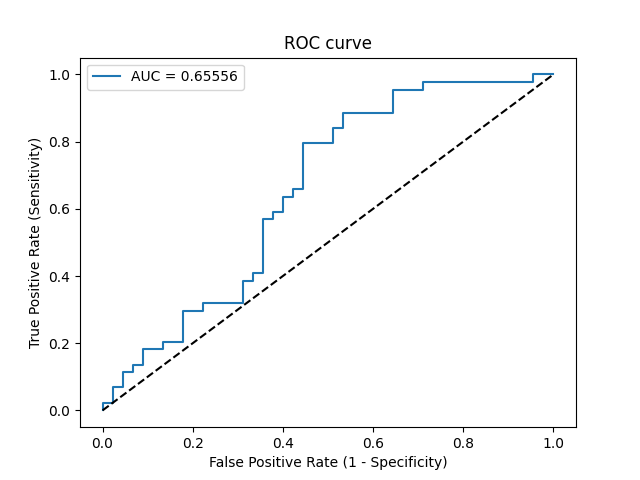 ROC curve
AUC = 0.65556
True Positive Rate (Sensitivity)
1.0
0.8
0.6
0.4
0.2
0.0
0.0 0.2 0.4 0.6 0.8 1.0
False Positive Rate (1 - Specificity)